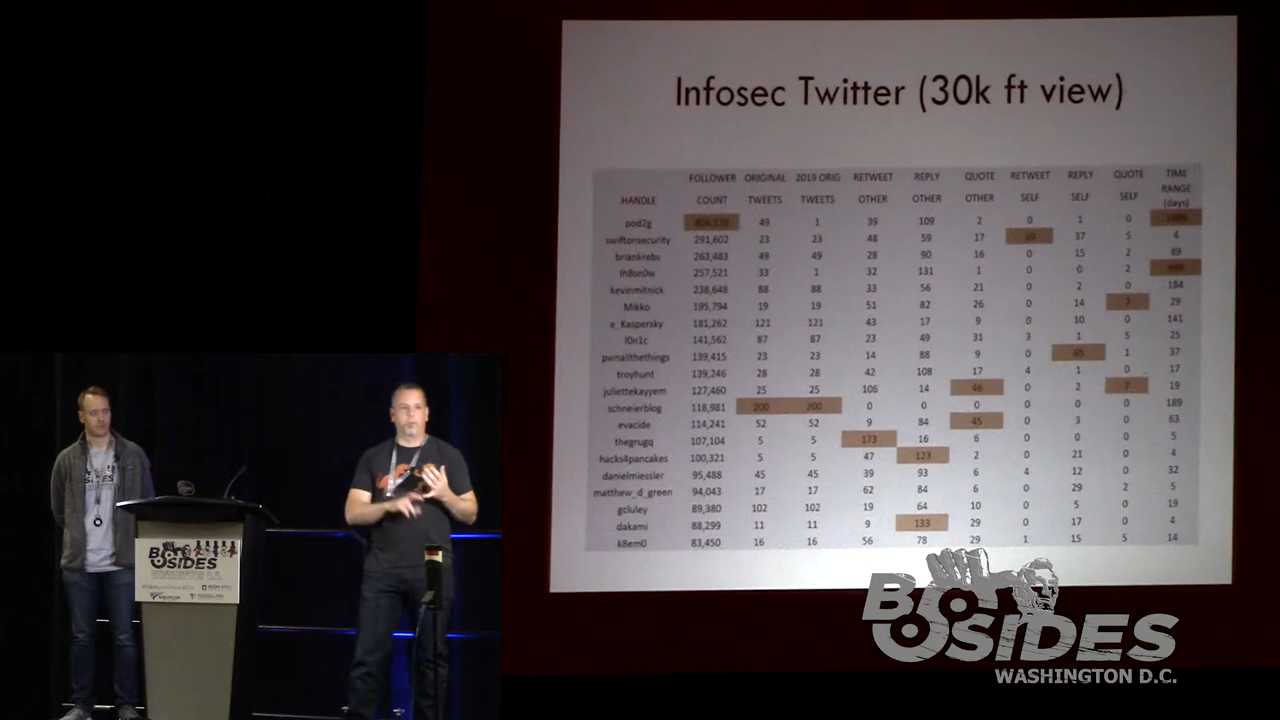 Infosec Twitter (30k ft view)
HANDLE FOLLOWER COUNT ORIGINAL TWEETS 2019 ORIG TWEETS RETWEET OTHER REPLY OTHER QUOTE OTHER RETWEET SELF REPLY SELF QUOTE SELF TIME RANGE (days)
pod2g 49 1 39 109 2 0 1 0
swiftonsecurity 291,602 23 23 48 59 17 37 5 4
briankrebs 263,483 49 49 28 90 16 0 15 2 89
ih8sn0w 257,521 33 1 32 131 1 0 0 2
kevinmitnick 238,648 88 88 33 56 21 0 2 0 184
Mikko 195,794 19 19 51 82 26 0 14 29
e_Kaspersky 181,262 121 121 43 17 9 0 10 0 141
i0n1c 141,562 87 87 23 49 31 3 1 5 25
pwnallthethings 139,415 23 23 14 88 9 0 65 1 37
troyhunt 139,246 28 28 42 108 17 4 1 0 17
juliettekayyem 127,460 25 25 106 14 46 0 2 7 19
schneierblog 118,981 200 200 0 0 0 0 0 0 189
evacide 114,241 52 52 9 84 45 0 3 0 63
thegrugq 107,104 5 5 173 16 6 0 0 0 5
hacks4pancakes 100,321 5 5 47 123 2 0 21 0 4
danielmiessler 95,488 45 45 39 93 6 4 12 0 32
matthew_d_green 94,043 17 17 62 84 6 0 29 2 5
gcluley 89,380 102 102 19 64 10 0 5 0 19
dakami 88,299 11 11 9 133 29 0 17 0 4
k8em0 83,450 16 16 56 78 29 1 15 5 14
BSIDES
WASHINGTON D.C.
BSIDES
WASHINGTON D.C.